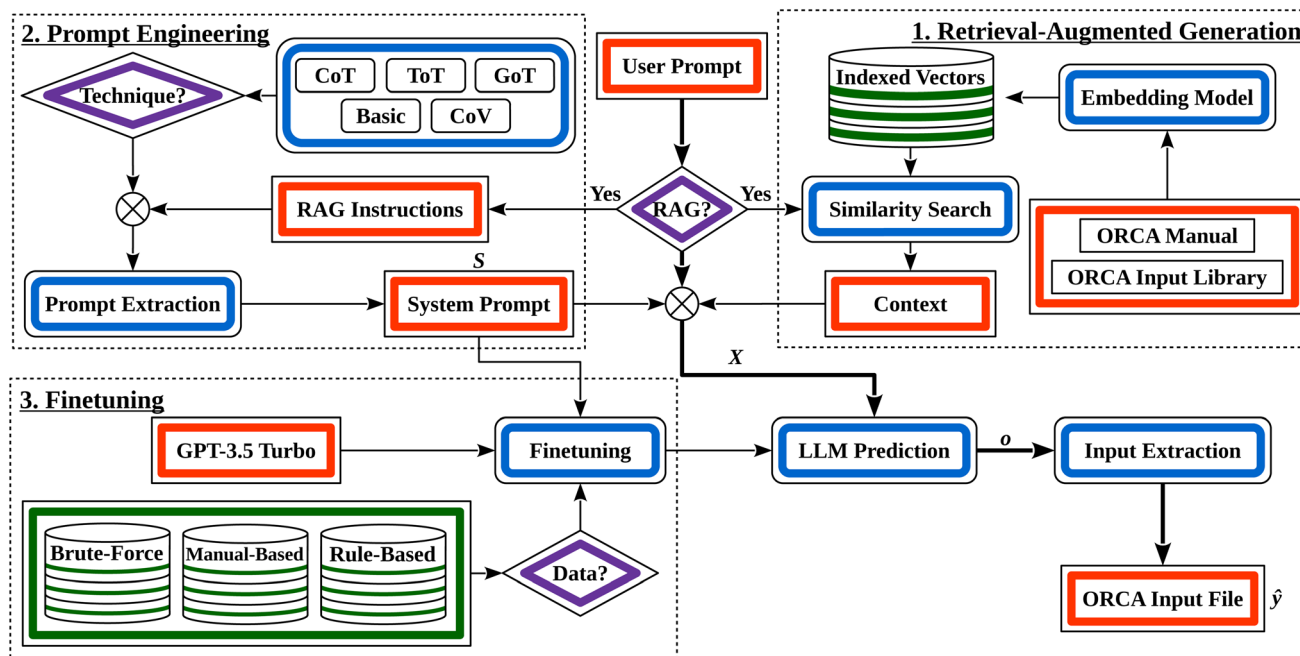 2. Prompt Engineering
Technique?
CoT
ToT
GoT
Basic
CoV
RAG Instructions
Prompt Extraction
S
System Prompt
User Prompt
Yes
RAG?
Yes
1. Retrieval-Augmented Generation
Indexed Vectors
Embedding Model
Similarity Search
ORCA Manual
ORCA Input Library
Context
X
3. Finetuning
GPT-3.5 Turbo
Finetuning
Brute-Force
Manual-Based
Rule-Based
Data?
LLM Prediction
o
Input Extraction
ORCA Input File
ŷ